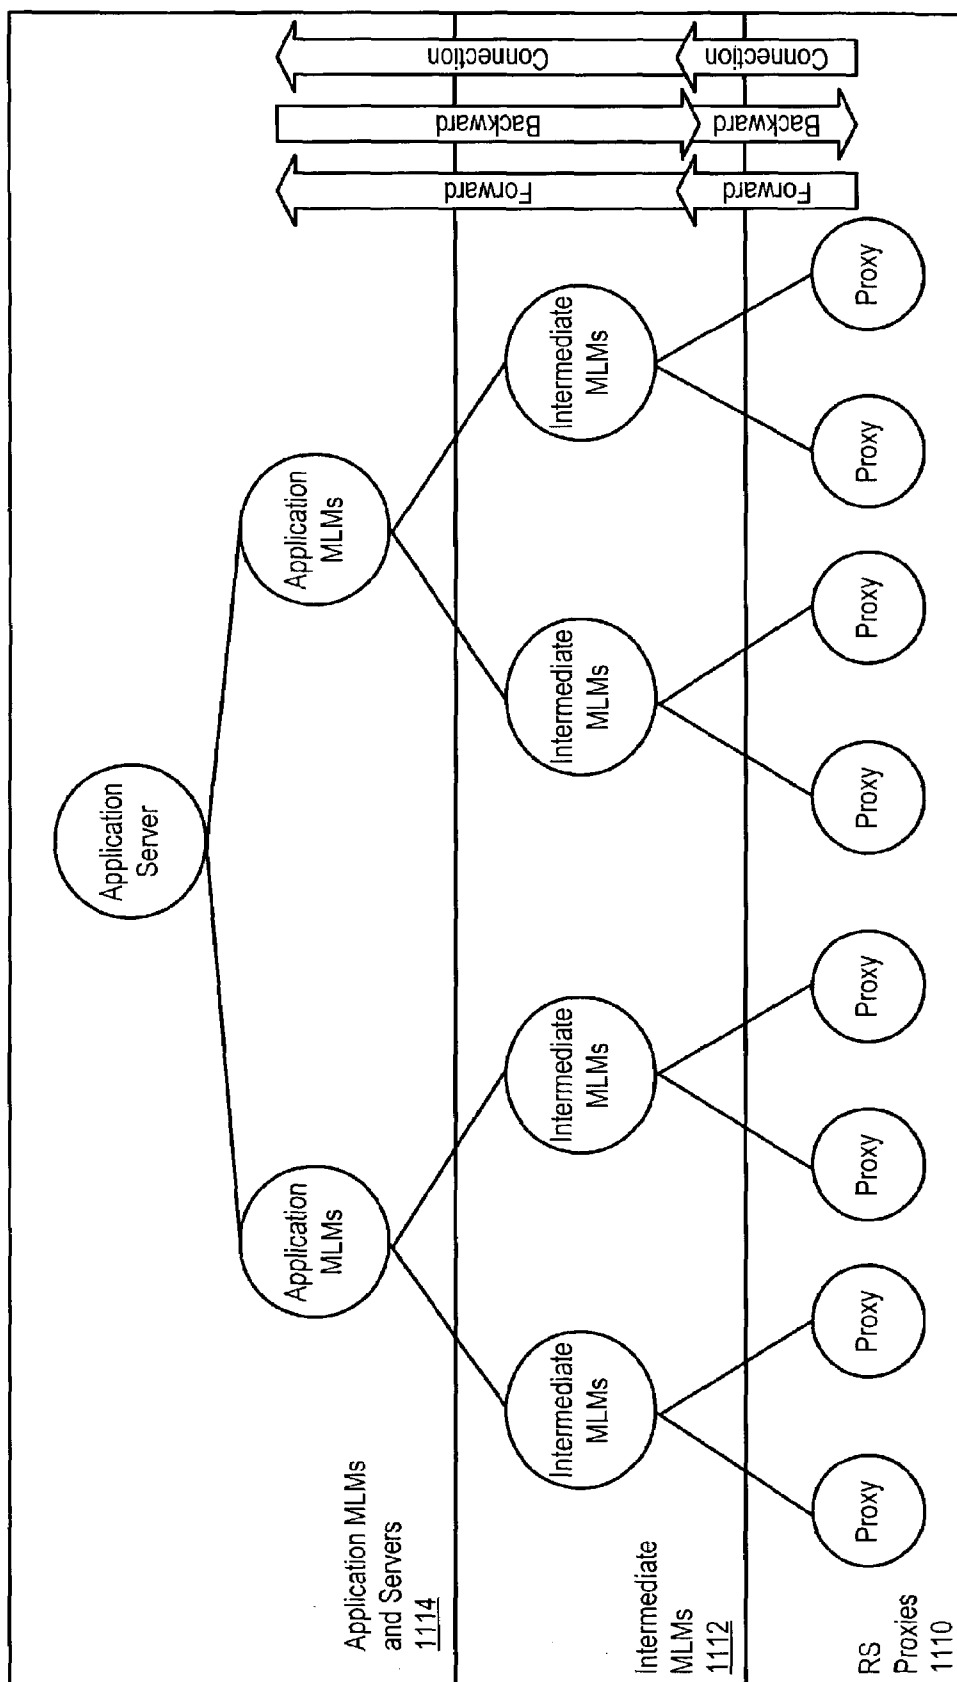 Application
Server
Application
MLMs
Application
MLMs
Application MLMs
and Servers
1114
Intermediate
MLMs
Intermediate
MLMs
Intermediate
MLMs
Intermediate
MLMs
Intermediate
MLMs
1112
Proxy
Proxy
Proxy
Proxy
Proxy
Proxy
Proxy
Proxy
RS
Proxies
1110
Forward
Backward
Connection
Forward
Backward
Connection